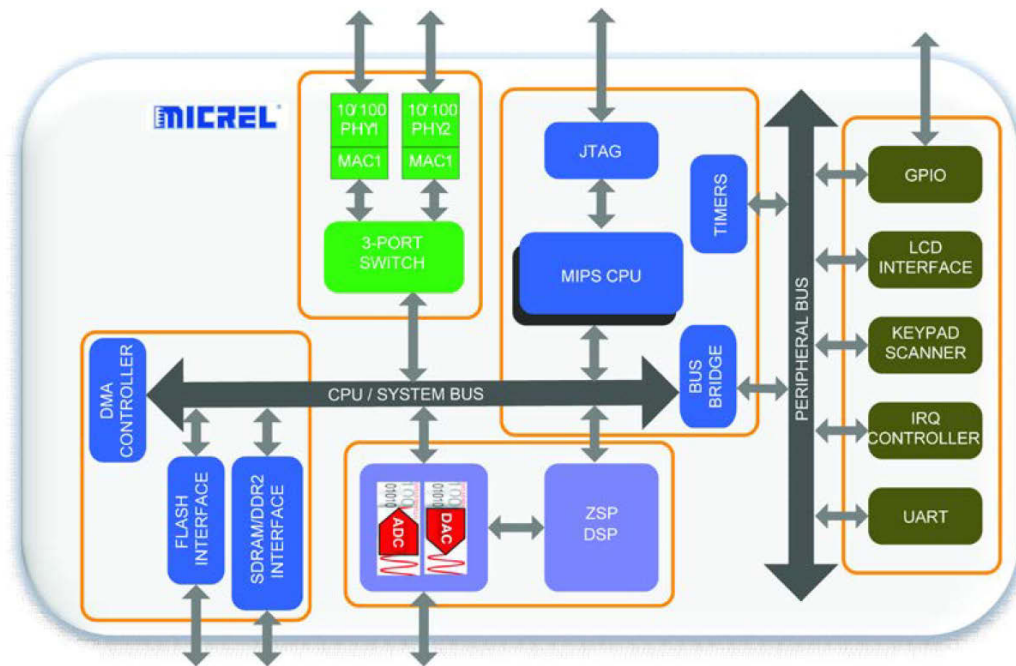 MICREL
10/100
PHY1
MAC1
10/100
PHY2
MAC1
3-PORT
SWITCH
JTAG
MIPS CPU
TIMERS
BUS
BRIDGE
PERIPHERAL BUS
GPIO
LCD
INTERFACE
KEYPAD
SCANNER
IRQ
CONTROLLER
UART
DMA
CONTROLLER
CPU / SYSTEM BUS
FLASH
INTERFACE
SDRAM/DDR2
INTERFACE
01010
ADC
01010
DAC
ZSP
DSP